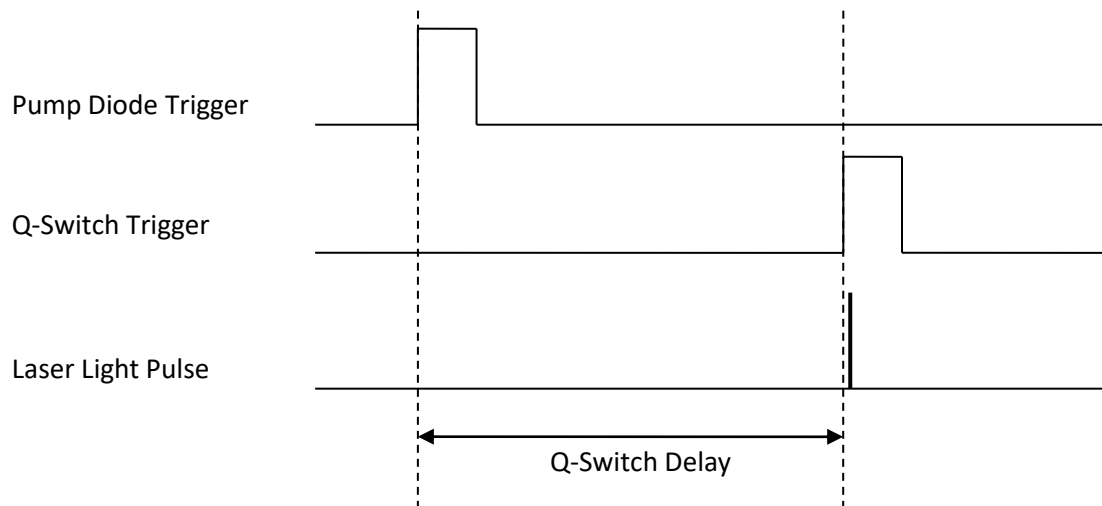 Pump Diode Trigger
Q-Switch Trigger
Laser Light Pulse
Q-Switch Delay